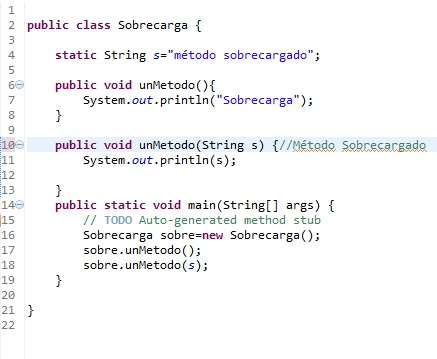 1
2 public class Sobrecarga {
3
4 static String s="método sobrecargado";
5
6 public void unMetodo(){
7 System.out.println("Sobrecarga");
8 }
9
10 public void unMetodo(String s) {//Método Sobrecargado
11 System.out.println(s);
12
13 }
14 public static void main(String[] args) {
15 // TODO Auto-generated method stub
16 Sobrecarga sobre=new Sobrecarga();
17 sobre.unMetodo();
18 sobre.unMetodo(s);
19 }
20
21 }
22